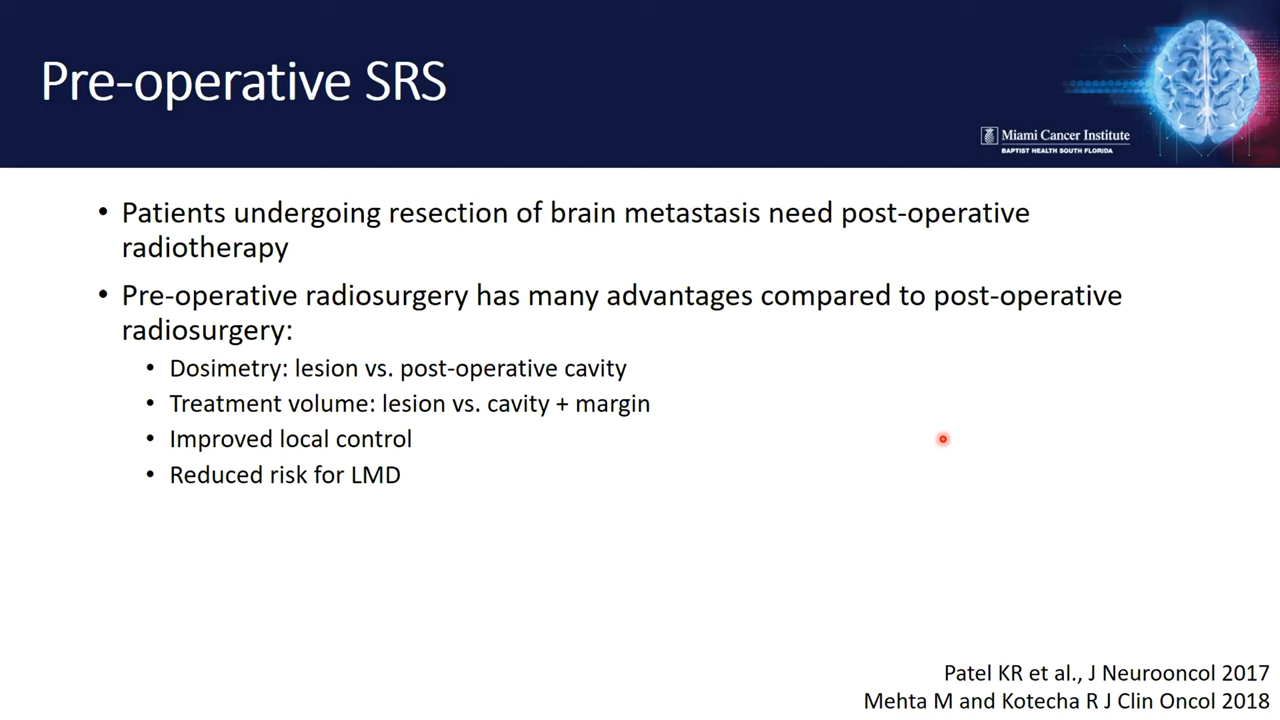 Pre-operative SRS
Miami Cancer Institute
BAPTIST HEALTH SOUTH FLORIDA
• Patients undergoing resection of brain metastasis need post-operative
radiotherapy
• Pre-operative radiosurgery has many advantages compared to post-operative
radiosurgery:
• Dosimetry: lesion vs. post-operative cavity
• Treatment volume: lesion vs. cavity + margin
• Improved local control
• Reduced risk for LMD
Patel KR et al., J Neurooncol 2017
Mehta M and Kotecha R J Clin Oncol 2018